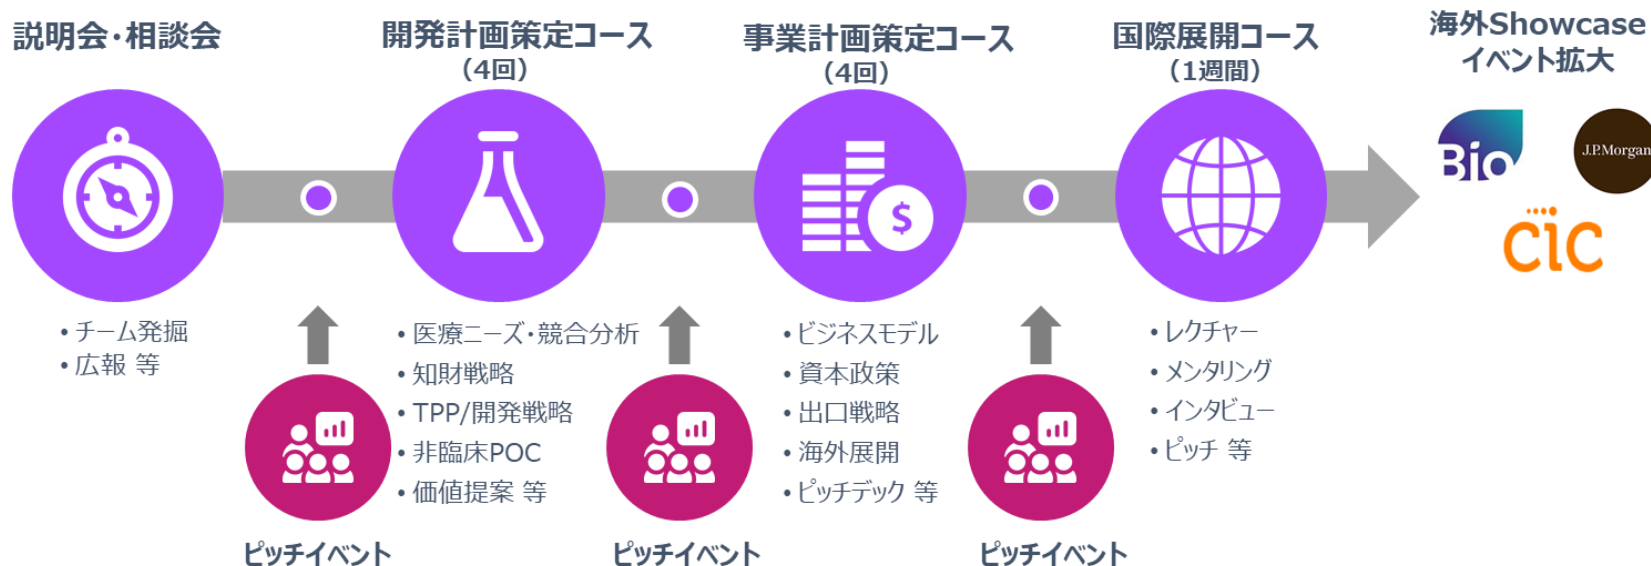 説明会・相談会
・チーム発掘
・広報 等
ピッチイベント
開発計画策定コース
（4回）
・医療ニーズ・競合分析
・知財戦略
・TPP/開発戦略
・非臨床POC
・価値提案 等
ピッチイベント
事業計画策定コース
（4回）
$
・ビジネスモデル
・資本政策
・出口戦略
・海外展開
・ピッチデック 等
ピッチイベント
国際展開コース
（1週間）
・レクチャー
・メンタリング
・インタビュー
・ピッチ 等
海外Showcase
イベント拡大
Bio
J.P.Morgan
cic